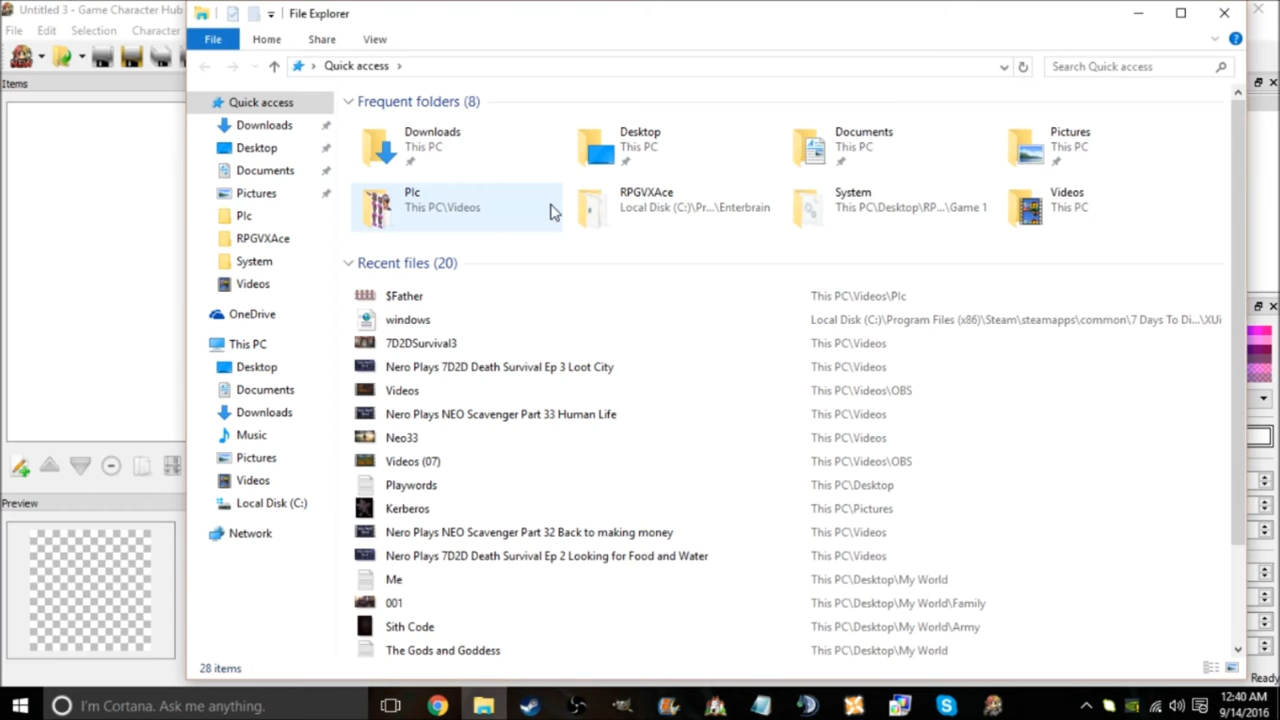 Untitled 3 - Game Character Hub
File Explorer
File Edit Selection Character
File Home Share View
Quick access
Search Quick access
Items
Quick access
Downloads
Desktop
Documents
Pictures
PIc
RPGVXAce
System
Videos
OneDrive
This PC
Desktop
Documents
Downloads
Music
Pictures
Videos
Local Disk (C:)
Network
Frequent folders (8)
Downloads
This PC
Desktop
This PC
Documents
This PC
Pictures
This PC
PIc
This PC\Videos
RPGVXAce
Local Disk (C:)\Pr...\Enterbrain
System
This PC\Desktop\RP...\Game 1
Videos
This PC
Recent files (20)
$Father This PC\Videos\PIc
windows Local Disk (C:)\Program Files (x86)\Steam\steamapps\common\7 Days To Di...\XUi
7D2DSurvival3 This PC\Videos
Nero Plays 7D2D Death Survival Ep 3 Loot City This PC\Videos
Videos This PC\Videos\OBS
Nero Plays NEO Scavenger Part 33 Human Life This PC\Videos
Neo33 This PC\Videos
Videos (07) This PC\Videos\OBS
Playwords This PC\Desktop
Kerberos This PC\Pictures
Nero Plays NEO Scavenger Part 32 Back to making money This PC\Videos
Nero Plays 7D2D Death Survival Ep 2 Looking for Food and Water This PC\Videos
Me This PC\Desktop\My World
001 This PC\Desktop\My World\Family
Sith Code This PC\Desktop\My World\Army
The Gods and Goddess This PC\Desktop\My World
Preview
28 items
Ready
I'm Cortana. Ask me anything.
12:40 AM
9/14/2016